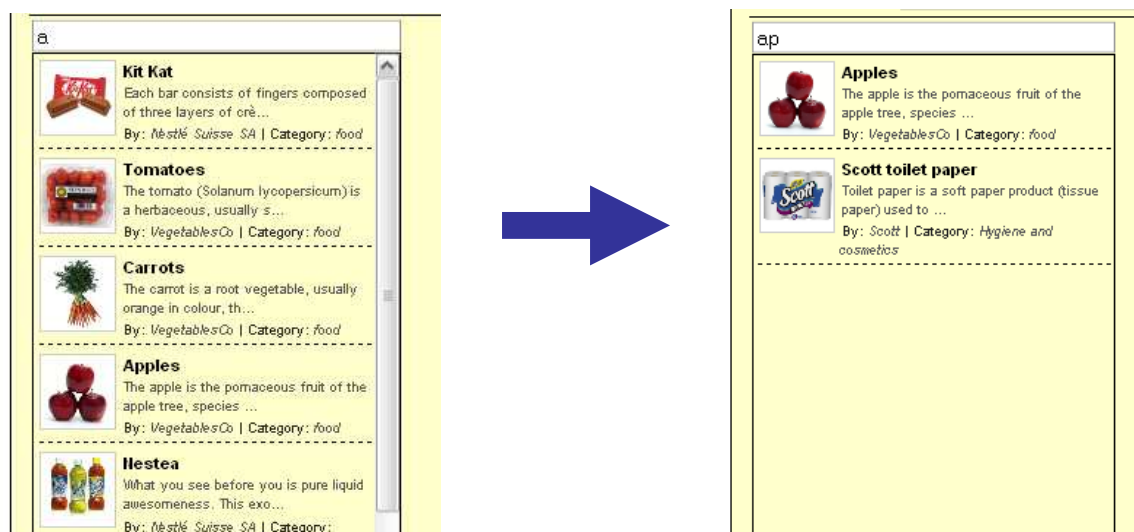 a
Kit Kat
Each bar consists of fingers composed
of three layers of crè...
By: Nestlé Suisse SA | Category: food
Tomatoes
The tomato (Solanum lycopersicum) is
a herbaceous, usually s...
By: VegetablesCo | Category: food
Carrots
The carrot is a root vegetable, usually
orange in colour, th...
By: VegetablesCo | Category: food
Apples
The apple is the pomaceous fruit of the
apple tree, species ...
By: VegetablesCo | Category: food
Nestea
What you see before you is pure liquid
awesomeness. This exo...
By: Nestlé Suisse SA | Category:
ap
Apples
The apple is the pomaceous fruit of the
apple tree, species ...
By: VegetablesCo | Category: food
Scott toilet paper
Scott
Toilet paper is a soft paper product (tissue
paper) used to ...
By: Scott | Category: Hygiene and
cosmetics